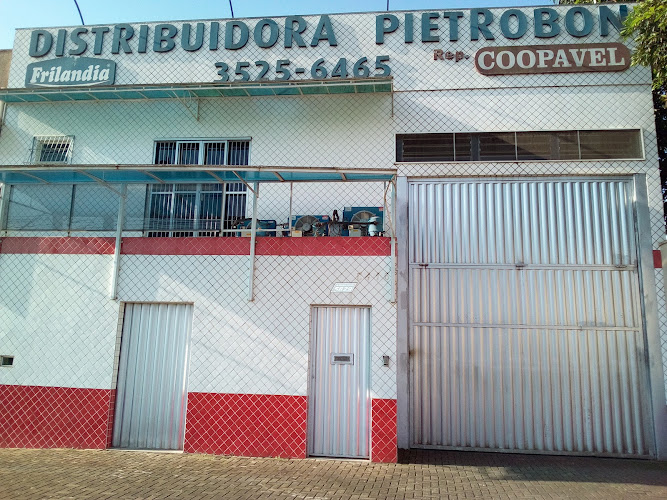 DISTRIBUIDORA PIETROBON
Frilandia
3525-6465
Rep. COOPAVEL